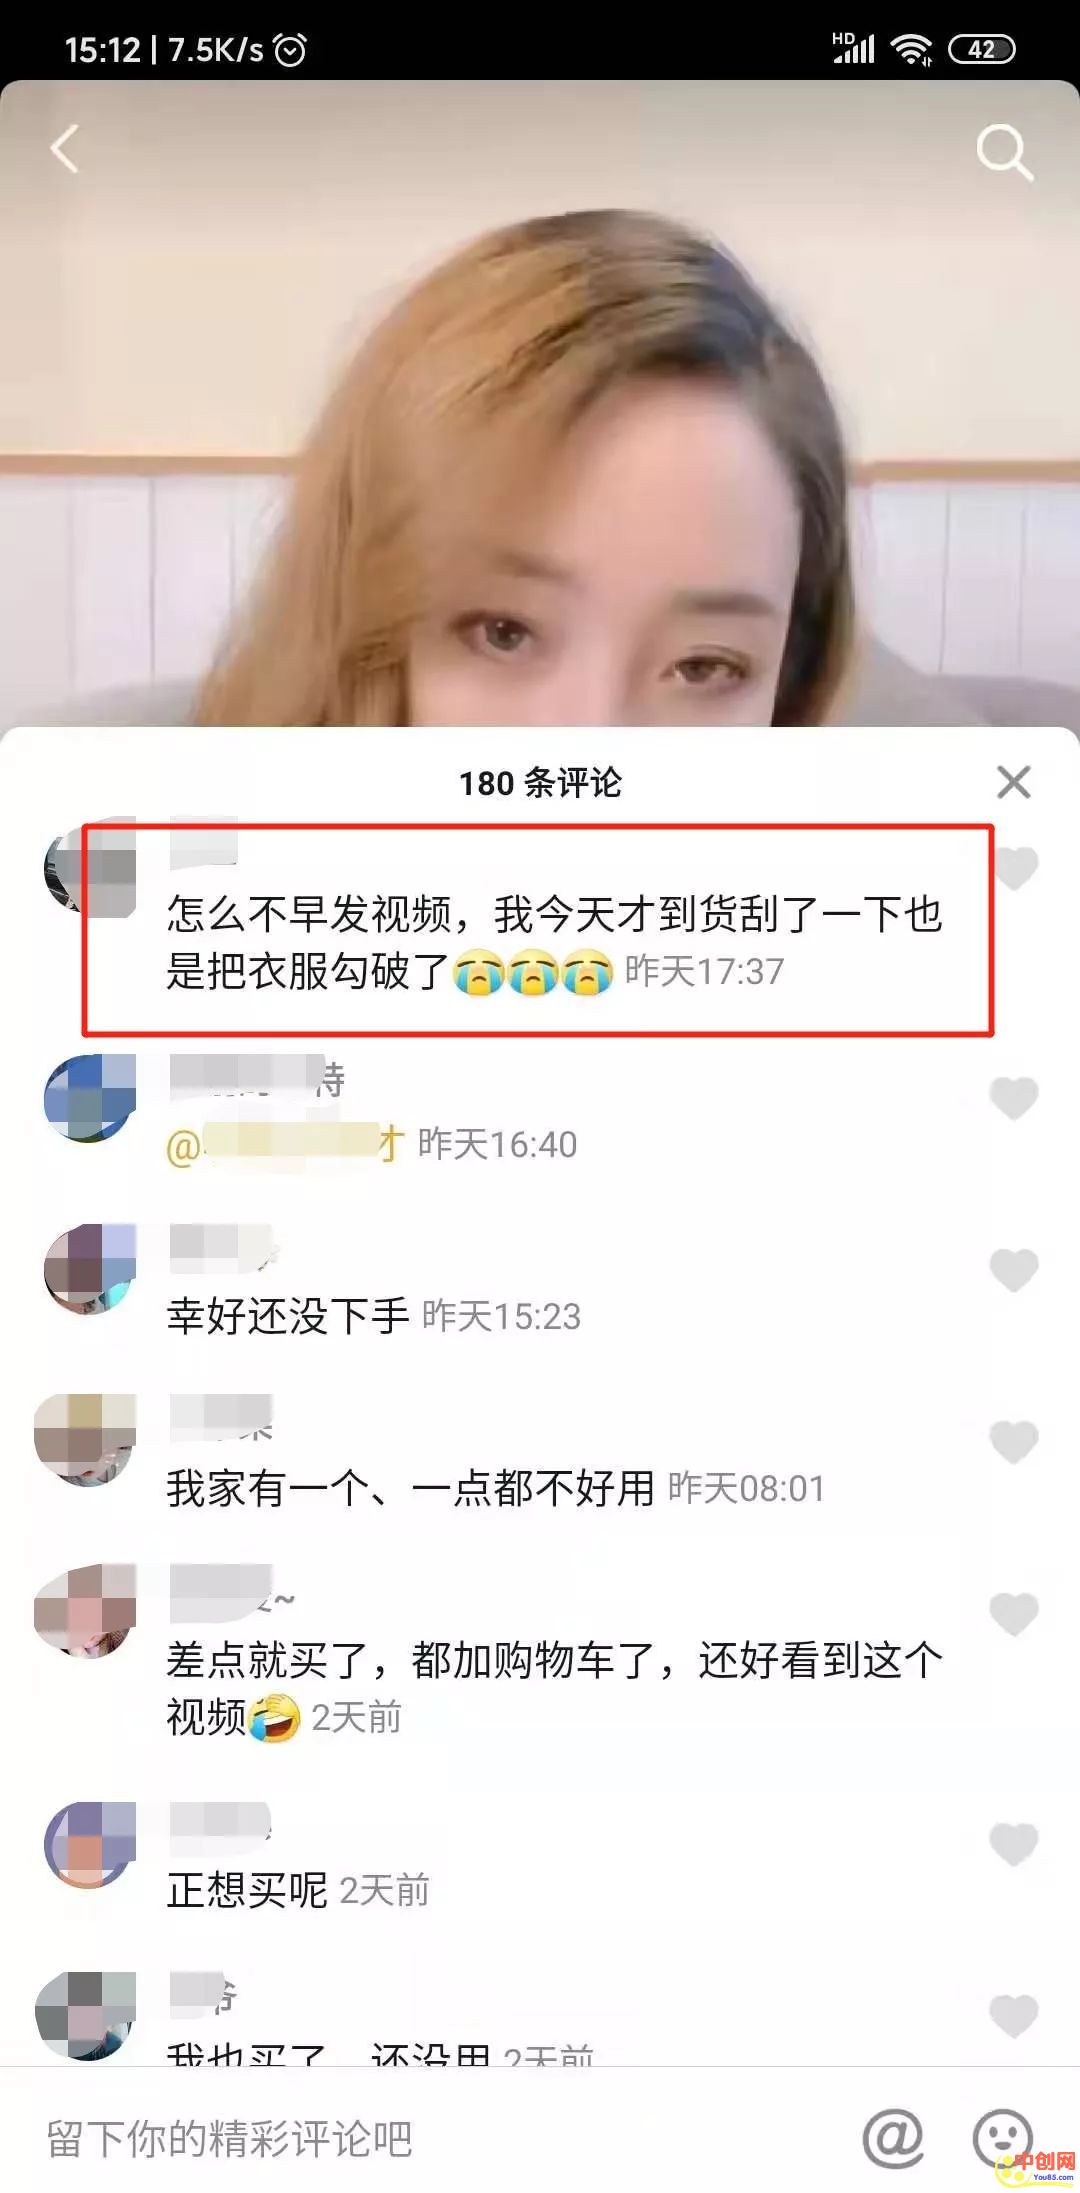 15:12 | 7.5K/s
HD
42
180 条评论
怎么不早发视频，我今天才到货刮了一下也
是把衣服勾破了😭😭😭 昨天17:37
@ 才 昨天16:40
幸好还没下手 昨天15:23
我家有一个、一点都不好用 昨天08:01
~
差点就买了，都加购物车了，还好看到这个
视频🤣 2天前
正想买呢 2天前
爷
我也买了 还没用 2天前
留下你的精彩评论吧
@
中创网
You85.com